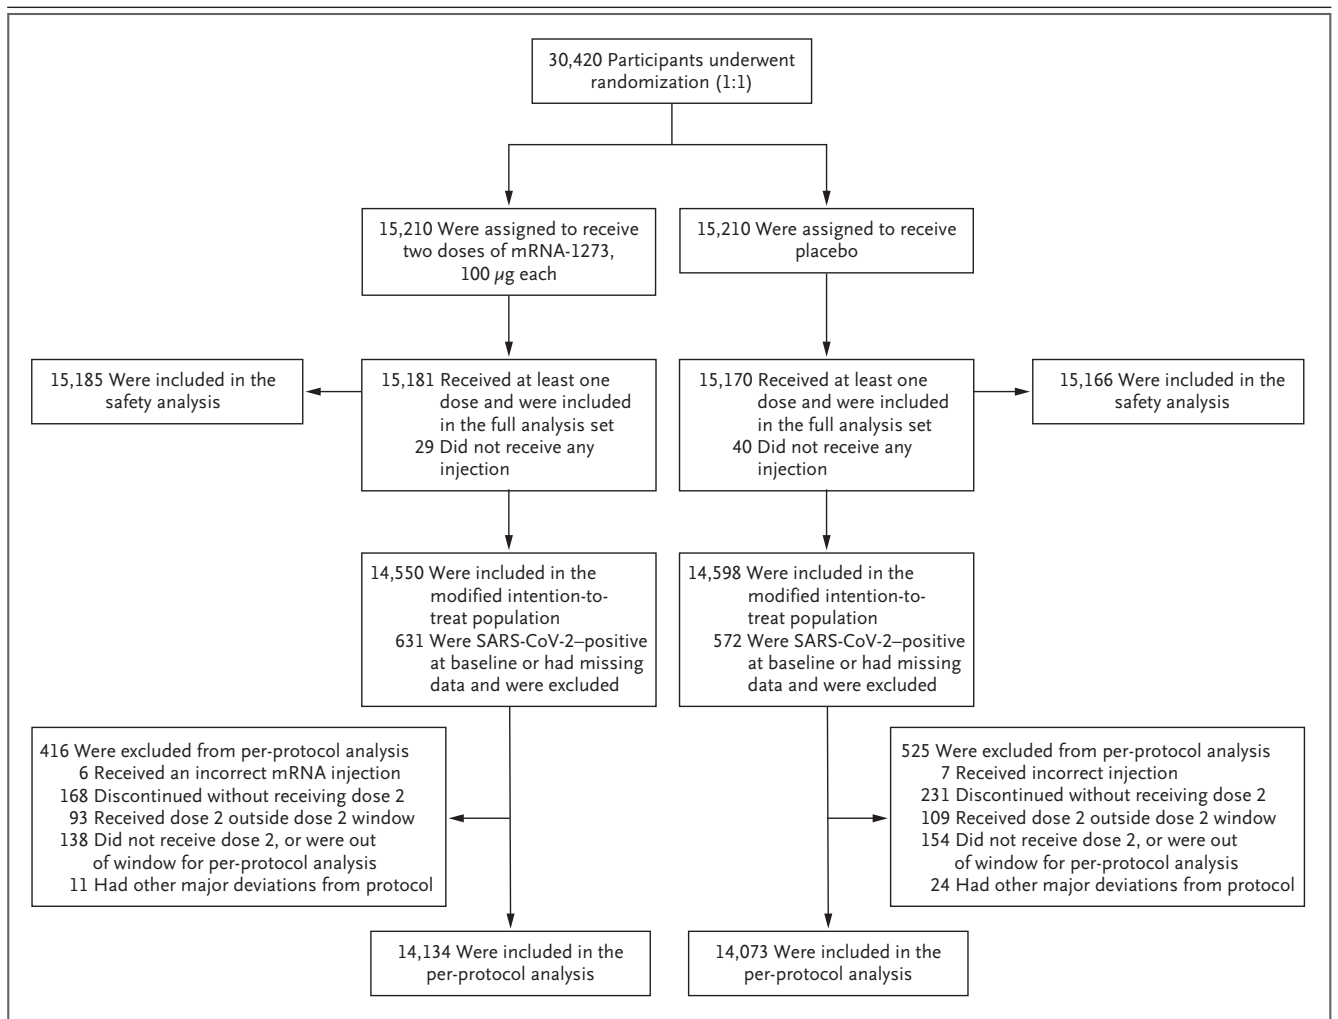 30,420 Participants underwent
randomization (1:1)
15,210 Were assigned to receive
two doses of mRNA-1273,
100 µg each
15,210 Were assigned to receive
placebo
15,185 Were included in the
safety analysis
15,181 Received at least one
dose and were included
in the full analysis set
29 Did not receive any
injection
15,170 Received at least one
dose and were included
in the full analysis set
40 Did not receive any
injection
15,166 Were included in the
safety analysis
14,550 Were included in the
modified intention-to-
treat population
631 Were SARS-CoV-2–positive
at baseline or had missing
data and were excluded
14,598 Were included in the
modified intention-to-
treat population
572 Were SARS-CoV-2–positive
at baseline or had missing
data and were excluded
416 Were excluded from per-protocol analysis
6 Received an incorrect mRNA injection
168 Discontinued without receiving dose 2
93 Received dose 2 outside dose 2 window
138 Did not receive dose 2, or were out
of window for per-protocol analysis
11 Had other major deviations from protocol
525 Were excluded from per-protocol analysis
7 Received incorrect injection
231 Discontinued without receiving dose 2
109 Received dose 2 outside dose 2 window
154 Did not receive dose 2, or were out
of window for per-protocol analysis
24 Had other major deviations from protocol
14,134 Were included in the
per-protocol analysis
14,073 Were included in the
per-protocol analysis